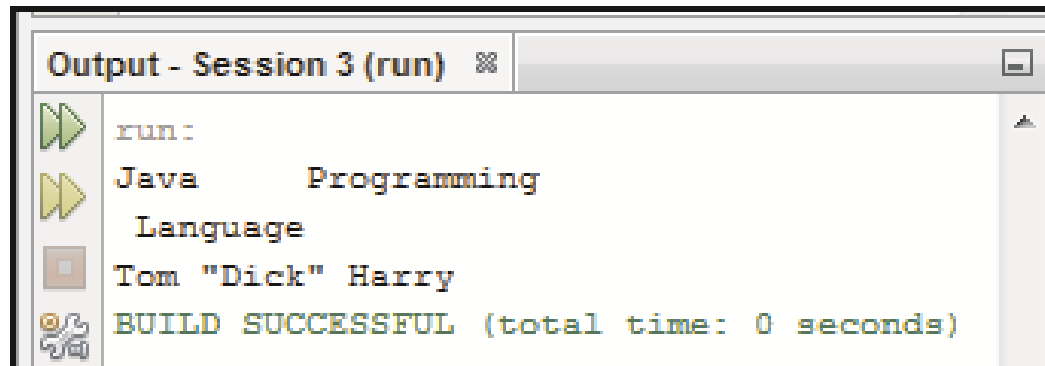 Output - Session 3 (run)
run:
Java     Programming
 Language
Tom "Dick" Harry
BUILD SUCCESSFUL (total time: 0 seconds)